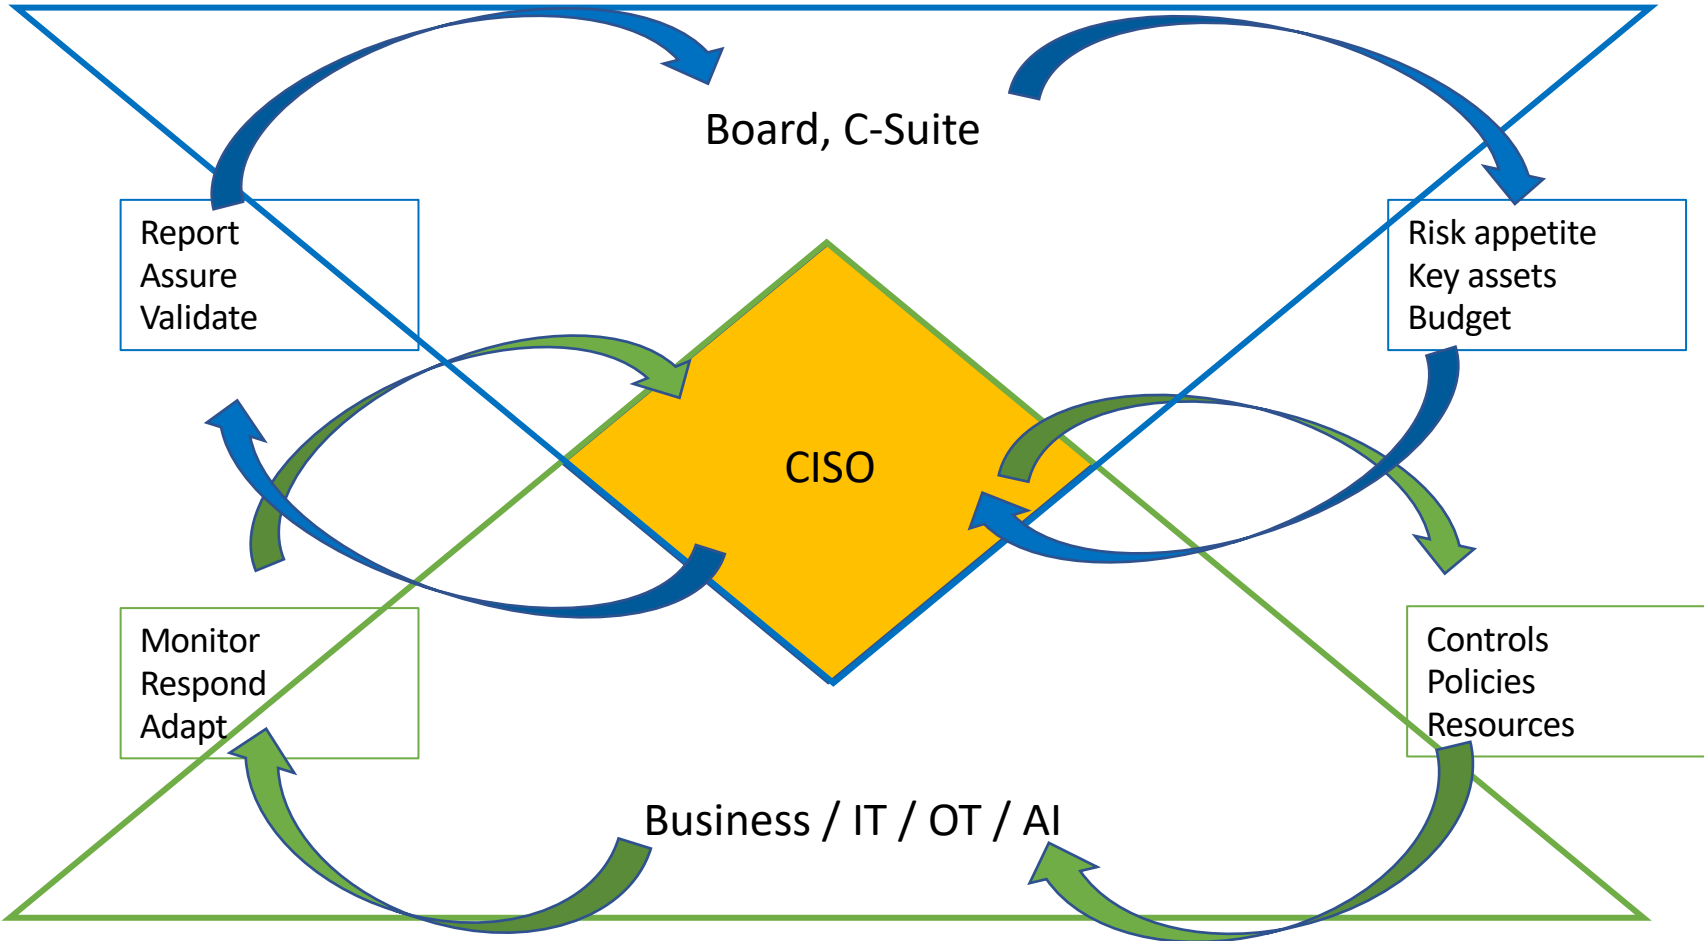 Board, C-Suite
Report
Assure
Validate
Risk appetite
Key assets
Budget
CISO
Monitor
Respond
Adapt
Controls
Policies
Resources
Business / IT / OT / AI